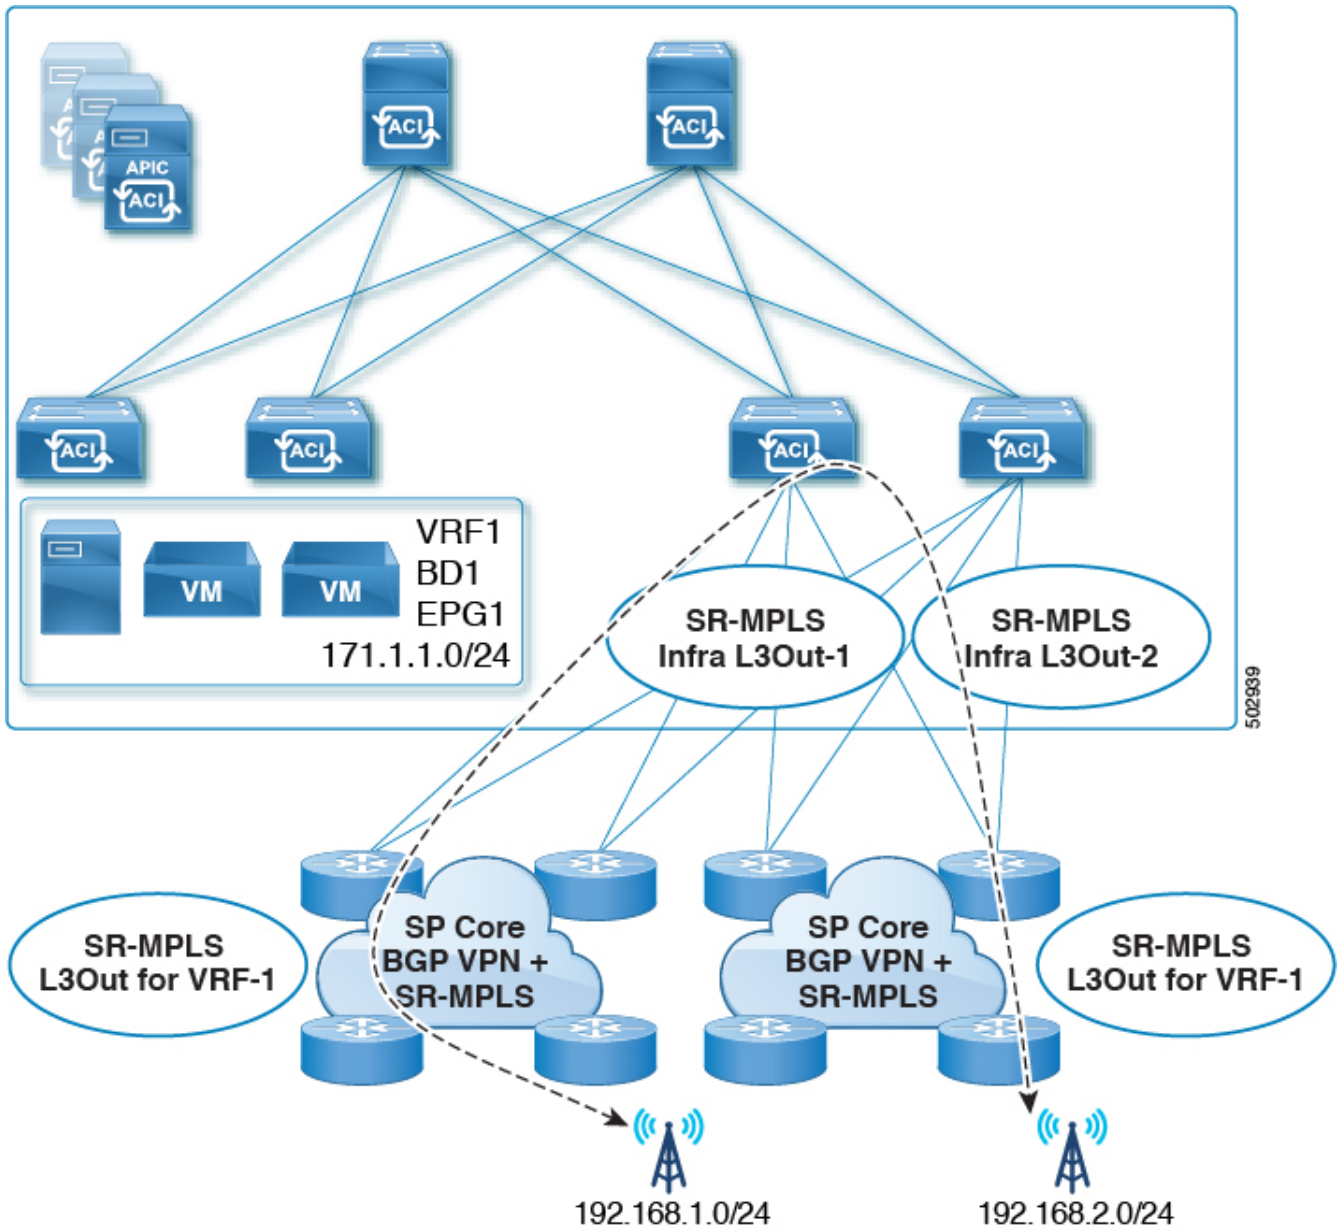 ACI
ACI
A
A
APIC
ACI
ACI
ACI
ACI
ACI
VM
VM
VRF1
BD1
EPG1
171.1.1.0/24
SR-MPLS
Infra L3Out-1
SR-MPLS
Infra L3Out-2
502939
SR-MPLS
L3Out for VRF-1
SP Core
BGP VPN +
SR-MPLS
SP Core
BGP VPN +
SR-MPLS
SR-MPLS
L3Out for VRF-1
192.168.1.0/24
192.168.2.0/24